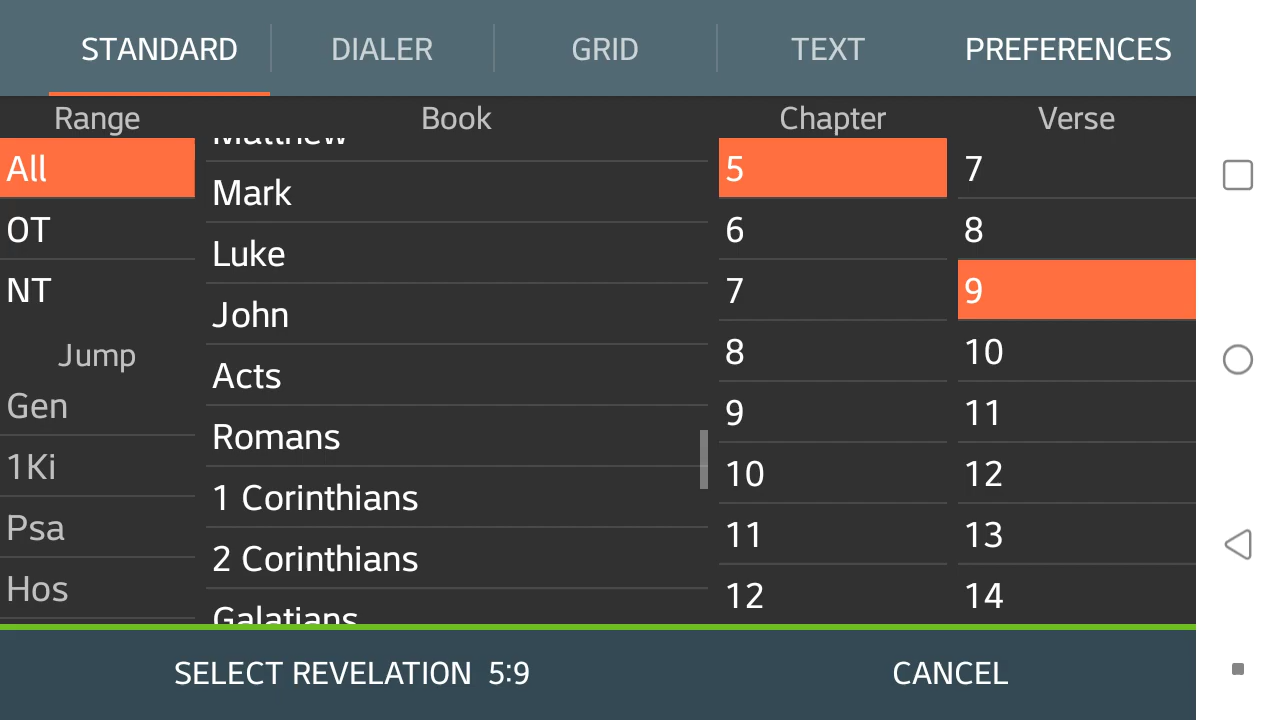 STANDARD DIALER GRID TEXT PREFERENCES
Range Book Chapter Verse
All
OT
NT
Jump
Gen
1Ki
Psa
Hos
Matthew
Mark
Luke
John
Acts
Romans
1 Corinthians
2 Corinthians
Galatians
5
6
7
8
9
10
11
12
7
8
9
10
11
12
13
14
SELECT REVELATION 5:9
CANCEL